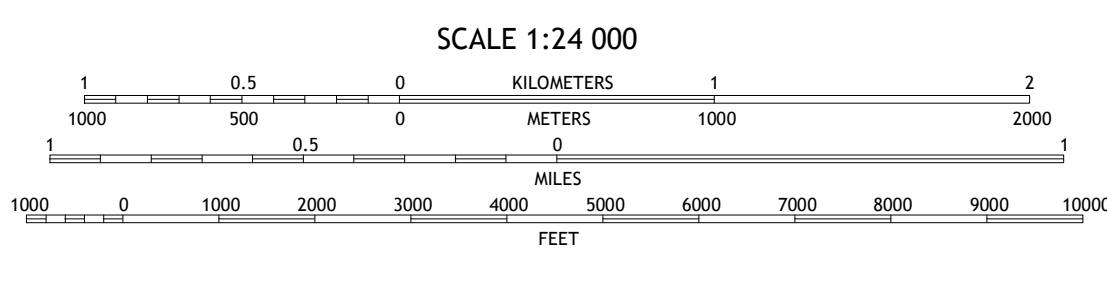 SCALE 1:24 000
1 0.5 0 KILOMETERS 1 2
1000 500 0 METERS 1000 2000
1 0.5 0 1
MILES
1000 0 1000 2000 3000 4000 5000 6000 7000 8000 9000 10000
FEET